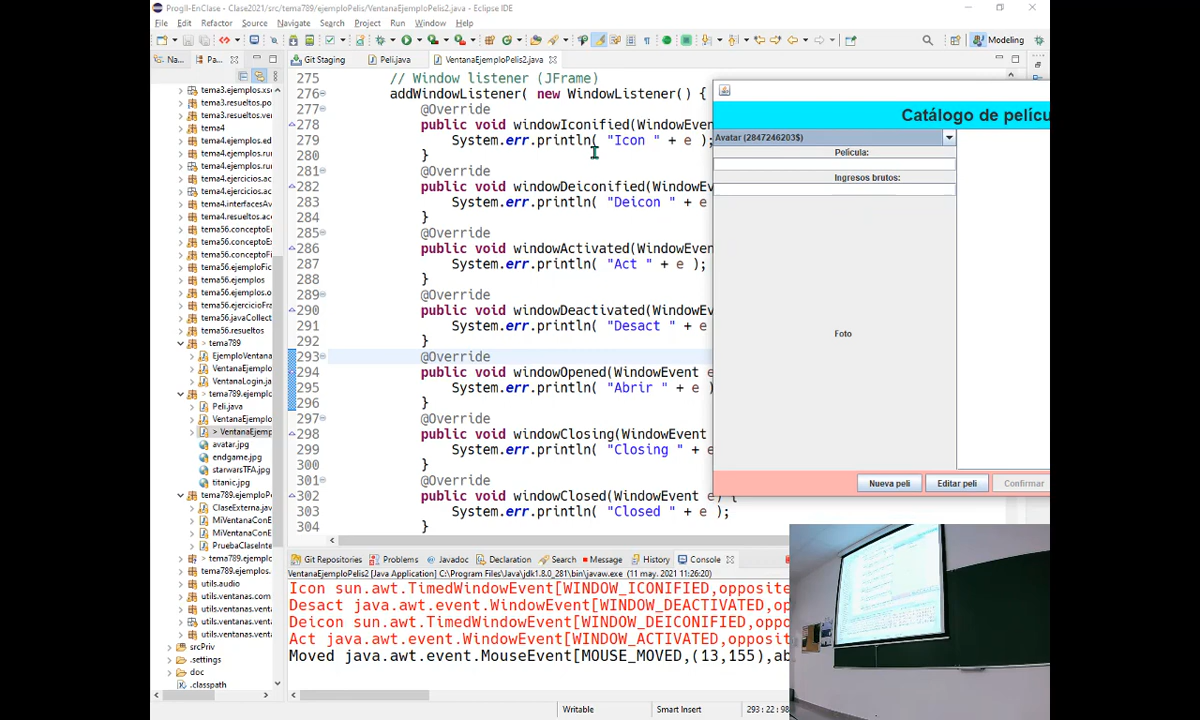 ProgII-EnClase - Clase2021/src/tema789/ejemploPelis/VentanaEjemploPelis2.java - Eclipse IDE
File Edit Refactor Source Navigate Search Project Run Window Help
Modeling
Na...
Pa...
Git Staging
Peli.java
VentanaEjemploPelis2.java
tema3.ejemplos.xse
tema3.resueltos.po
tema3.resueltos.ver
tema4
tema4.ejemplos.ed
tema4.ejemplos.rur
tema4.ejemplos.rur
tema4.ejercicios.ac
tema4.ejercicios.ac
tema4.interfacesAv
tema4.resueltos.ac
tema56.conceptoEr
tema56.conceptoEx
tema56.ejemploFic
tema56.ejemplos
tema56.ejemplos.o
tema56.ejercicioFra
tema56.javaCollect
tema56.resueltos
> tema789
EjemploVentana
VentanaEjemplo
VentanaLogin.j
> tema789.ejemplo
Peli.java
VentanaEjemplo
> VentanaEjemp
avatar.jpg
endgame.jpg
starwarsTFA.jpg
titanic.jpg
tema789.ejemploP
ClaseExterna.ja
MiVentanaConE
MiVentanaConE
PruebaClaseInte
> tema789.ejemplo
tema789.ejemplos.
utils.audio
utils.ventanas.com
utils.ventanas.vent
utils.ventanas.vent
utils.ventanas.vent
srcPriv
.settings
doc
.classpath
275 // Window listener (JFrame)
276 addWindowListener( new WindowListener() {
277 @Override
278 public void windowIconified(WindowEven
279 System.err.println( "Icon " + e );
280 }
281 @Override
282 public void windowDeiconified(WindowEv
283 System.err.println( "Deicon " + e
284 }
285 @Override
286 public void windowActivated(WindowEven
287 System.err.println( "Act " + e );
288 }
289 @Override
290 public void windowDeactivated(WindowEv
291 System.err.println( "Desact " + e
292 }
293 @Override
294 public void windowOpened(WindowEvent e
295 System.err.println( "Abrir " + e )
296 }
297 @Override
298 public void windowClosing(WindowEvent
299 System.err.println( "Closing " + e
300 }
301 @Override
302 public void windowClosed(WindowEvent e) {
303 System.err.println( "Closed " + e );
304 }
Catálogo de pelícu
Avatar (2847246203$)
Película:
Ingresos brutos:
Foto
Nueva peli
Editar peli
Confirmar
Git Repositories
Problems
Javadoc
Declaration
Search
Message
History
Console
VentanaEjemploPelis2 [Java Application] C:\Program Files\Java\jdk1.8.0_281\bin\javaw.exe (11 may. 2021 11:26:20)
Icon sun.awt.TimedWindowEvent[WINDOW_ICONIFIED,opposite
Desact java.awt.event.WindowEvent[WINDOW_DEACTIVATED,op
Deicon sun.awt.TimedWindowEvent[WINDOW_DEICONIFIED,oppo
Act java.awt.event.WindowEvent[WINDOW_ACTIVATED,opposit
Moved java.awt.event.MouseEvent[MOUSE_MOVED,(13,155),ab
Writable
Smart Insert
293 : 22 : 98